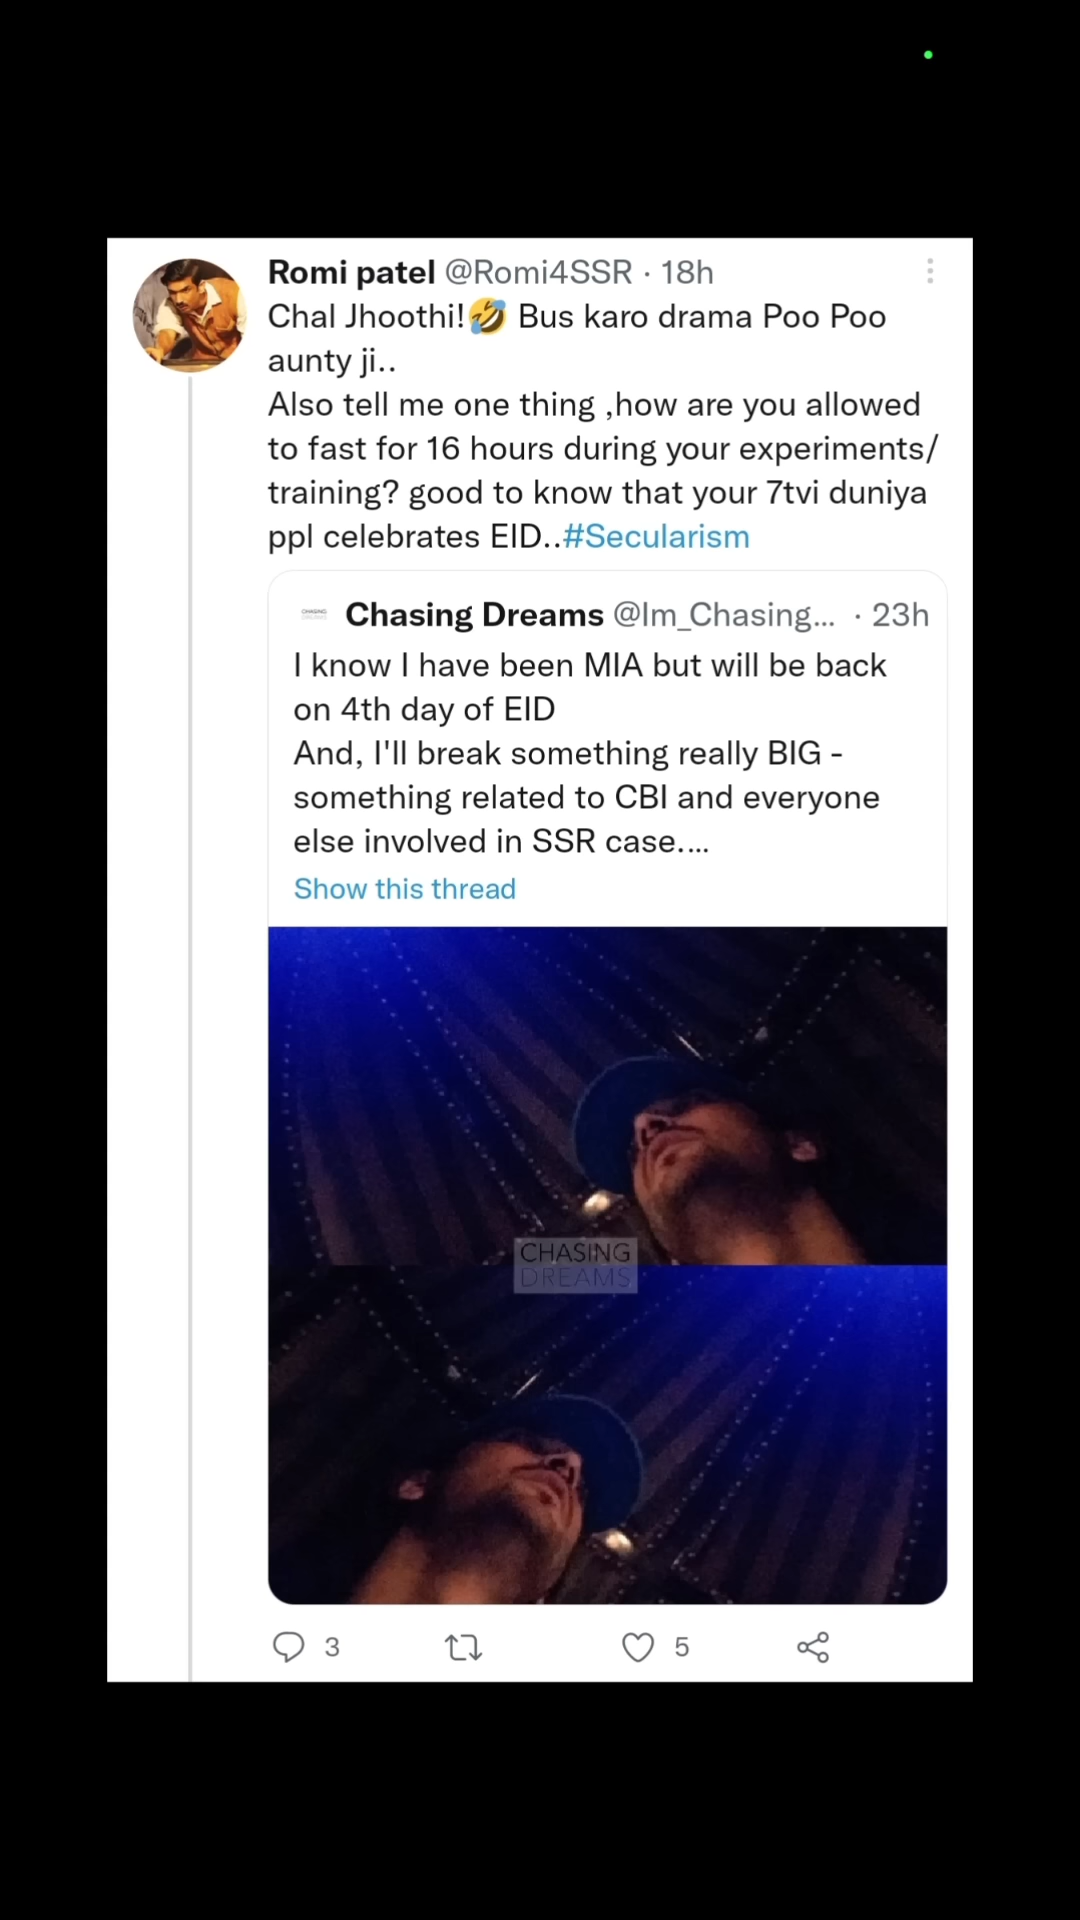 Romi patel @Romi4SSR · 18h
Chal Jhoothi!🤣 Bus karo drama Poo Poo
aunty ji..
Also tell me one thing ,how are you allowed
to fast for 16 hours during your experiments/
training? good to know that your 7tvi duniya
ppl celebrates EID..#Secularism
CHASING
DREAMS
Chasing Dreams @Im_Chasing... · 23h
I know I have been MIA but will be back
on 4th day of EID
And, I'll break something really BIG -
something related to CBI and everyone
else involved in SSR case....
Show this thread
CHASING
DREAMS
3
5